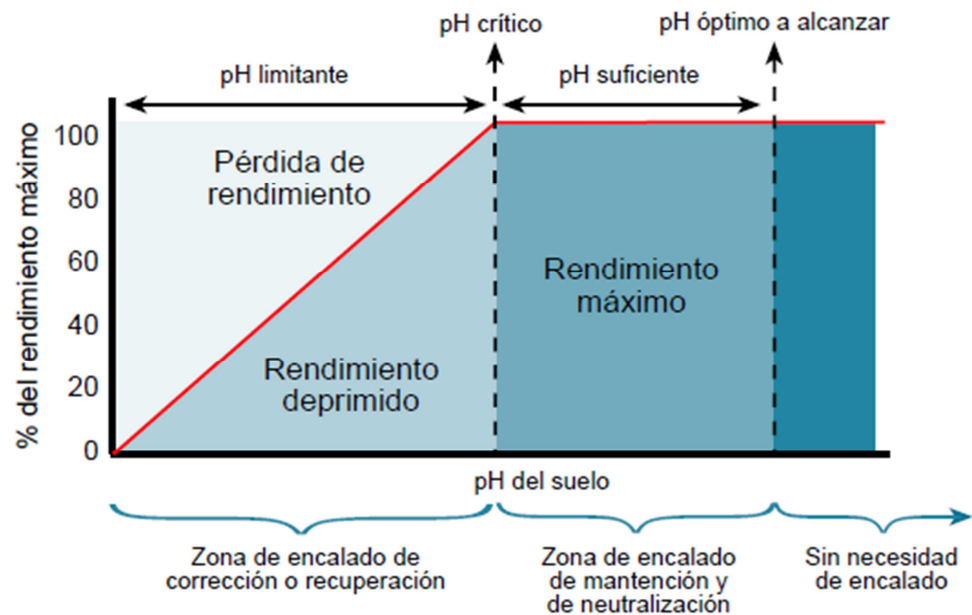 pH crítico
pH óptimo a alcanzar
pH limitante
pH suficiente
% del rendimiento máximo
100
80
60
40
20
0
Pérdida de
rendimiento
Rendimiento
deprimido
Rendimiento
máximo
pH del suelo
Zona de encalado de
corrección o recuperación
Zona de encalado
de mantención y
de neutralización
Sin necesidad
de encalado